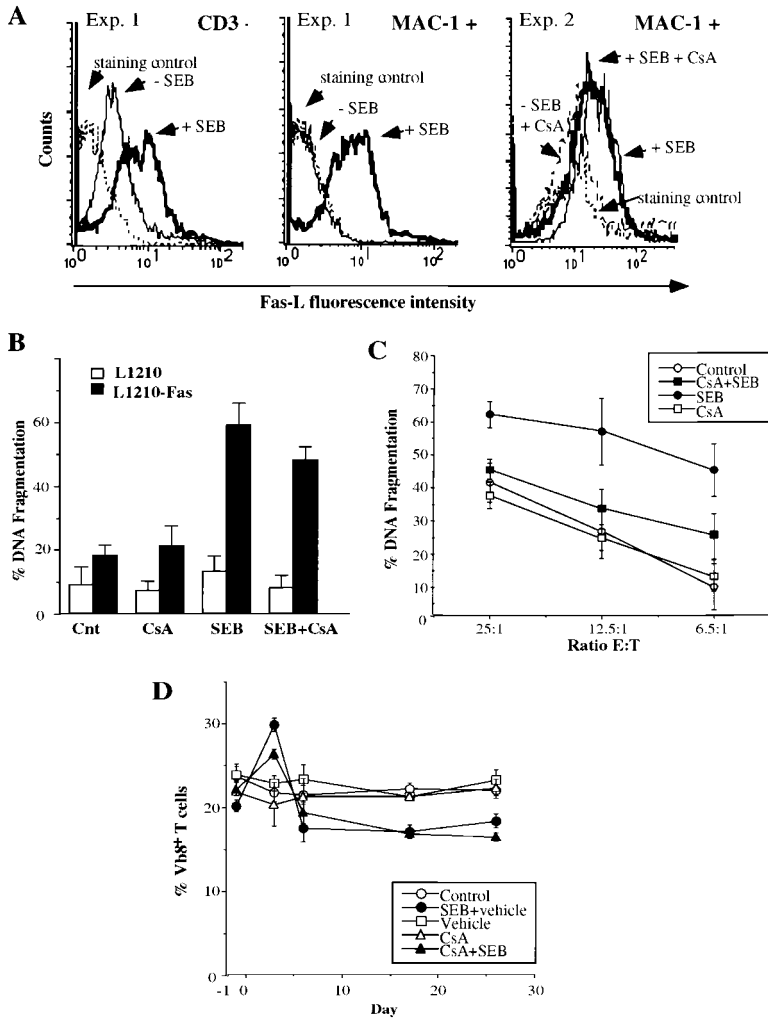 A
Exp. 1 CD3 -
staining control
- SEB
+ SEB
Exp. 1 MAC-1 +
staining control
- SEB
+ SEB
Exp. 2 MAC-1 +
+ SEB + CsA
- SEB
+ CsA
+ SEB
staining control
Counts
10⁰ 10¹ 10²
10⁰ 10¹ 10²
10⁰ 10¹ 10²
Fas-L fluorescence intensity
B
L1210
L1210-Fas
% DNA Fragmentation
60
40
20
0
Cnt CsA SEB SEB+CsA
C
Control
CsA+SEB
SEB
CsA
% DNA Fragmentation
80
70
60
50
40
30
20
10
0
25:1 12.5:1 6.5:1
Ratio E:T
D
% Vb8+ T cells
30
20
10
0
Control
SEB+vehicle
Vehicle
CsA
CsA+SEB
-1 0 10 20 30
Day